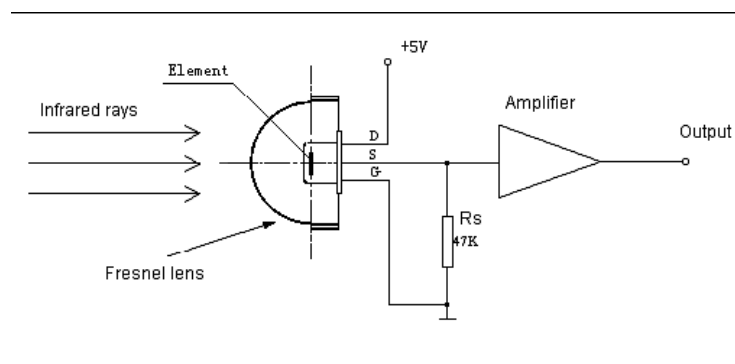 +5V
Element
Infrared rays
Amplifier
Output
D
S
G
Rs
47K
Fresnel lens